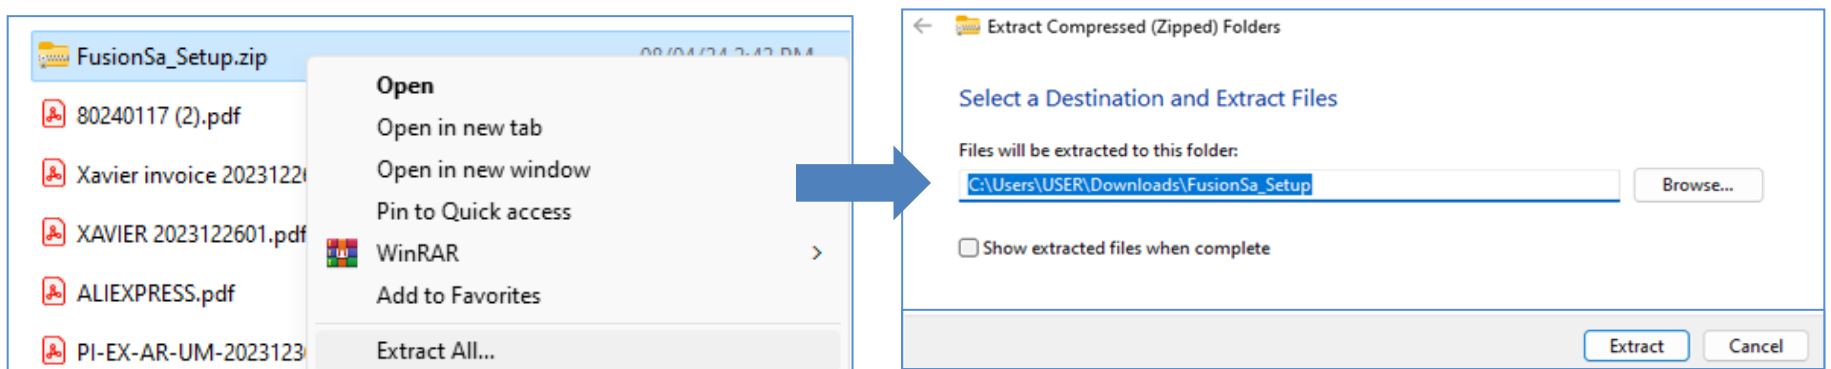 FusionSa_Setup.zip
80240117 (2).pdf
Xavier invoice 2023122
XAVIER 2023122601.pdf
ALIEXPRESS.pdf
PI-EX-AR-UM-2023123
Open
Open in new tab
Open in new window
Pin to Quick access
WinRAR
Add to Favorites
Extract All...
Extract Compressed (Zipped) Folders
Select a Destination and Extract Files
Files will be extracted to this folder:
C:\Users\USER\Downloads\FusionSa_Setup
Browse...
Show extracted files when complete
Extract
Cancel